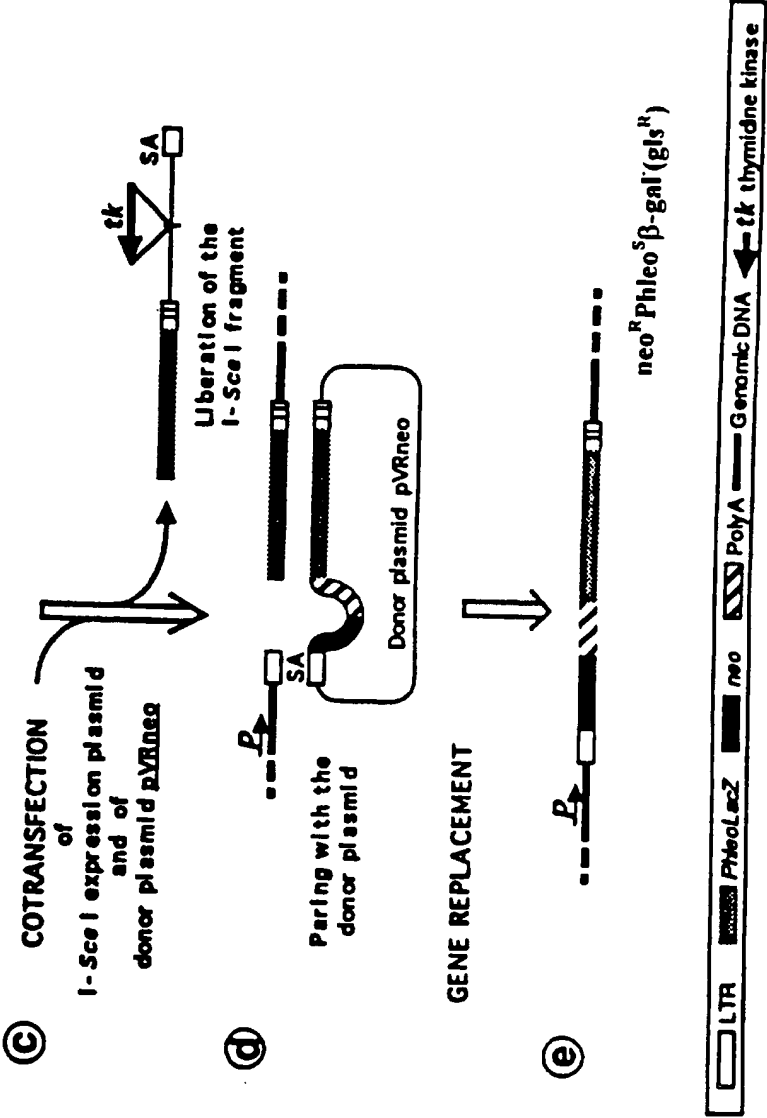 c
COTRANSFECTION
of
I-Sce I expression plasmid
and of
donor plasmid pVRneo
tk
SA
Liberation of the
I-Sce I fragment
d
P
SA
Paring with the
donor plasmid
Donor plasmid pVRneo
GENE REPLACEMENT
e
P
neoᴿPhleoˢβ-gal⁻(glsᴿ)
LTR
PhleoLacZ
neo
PolyA
Genomic DNA
tk thymidine kinase